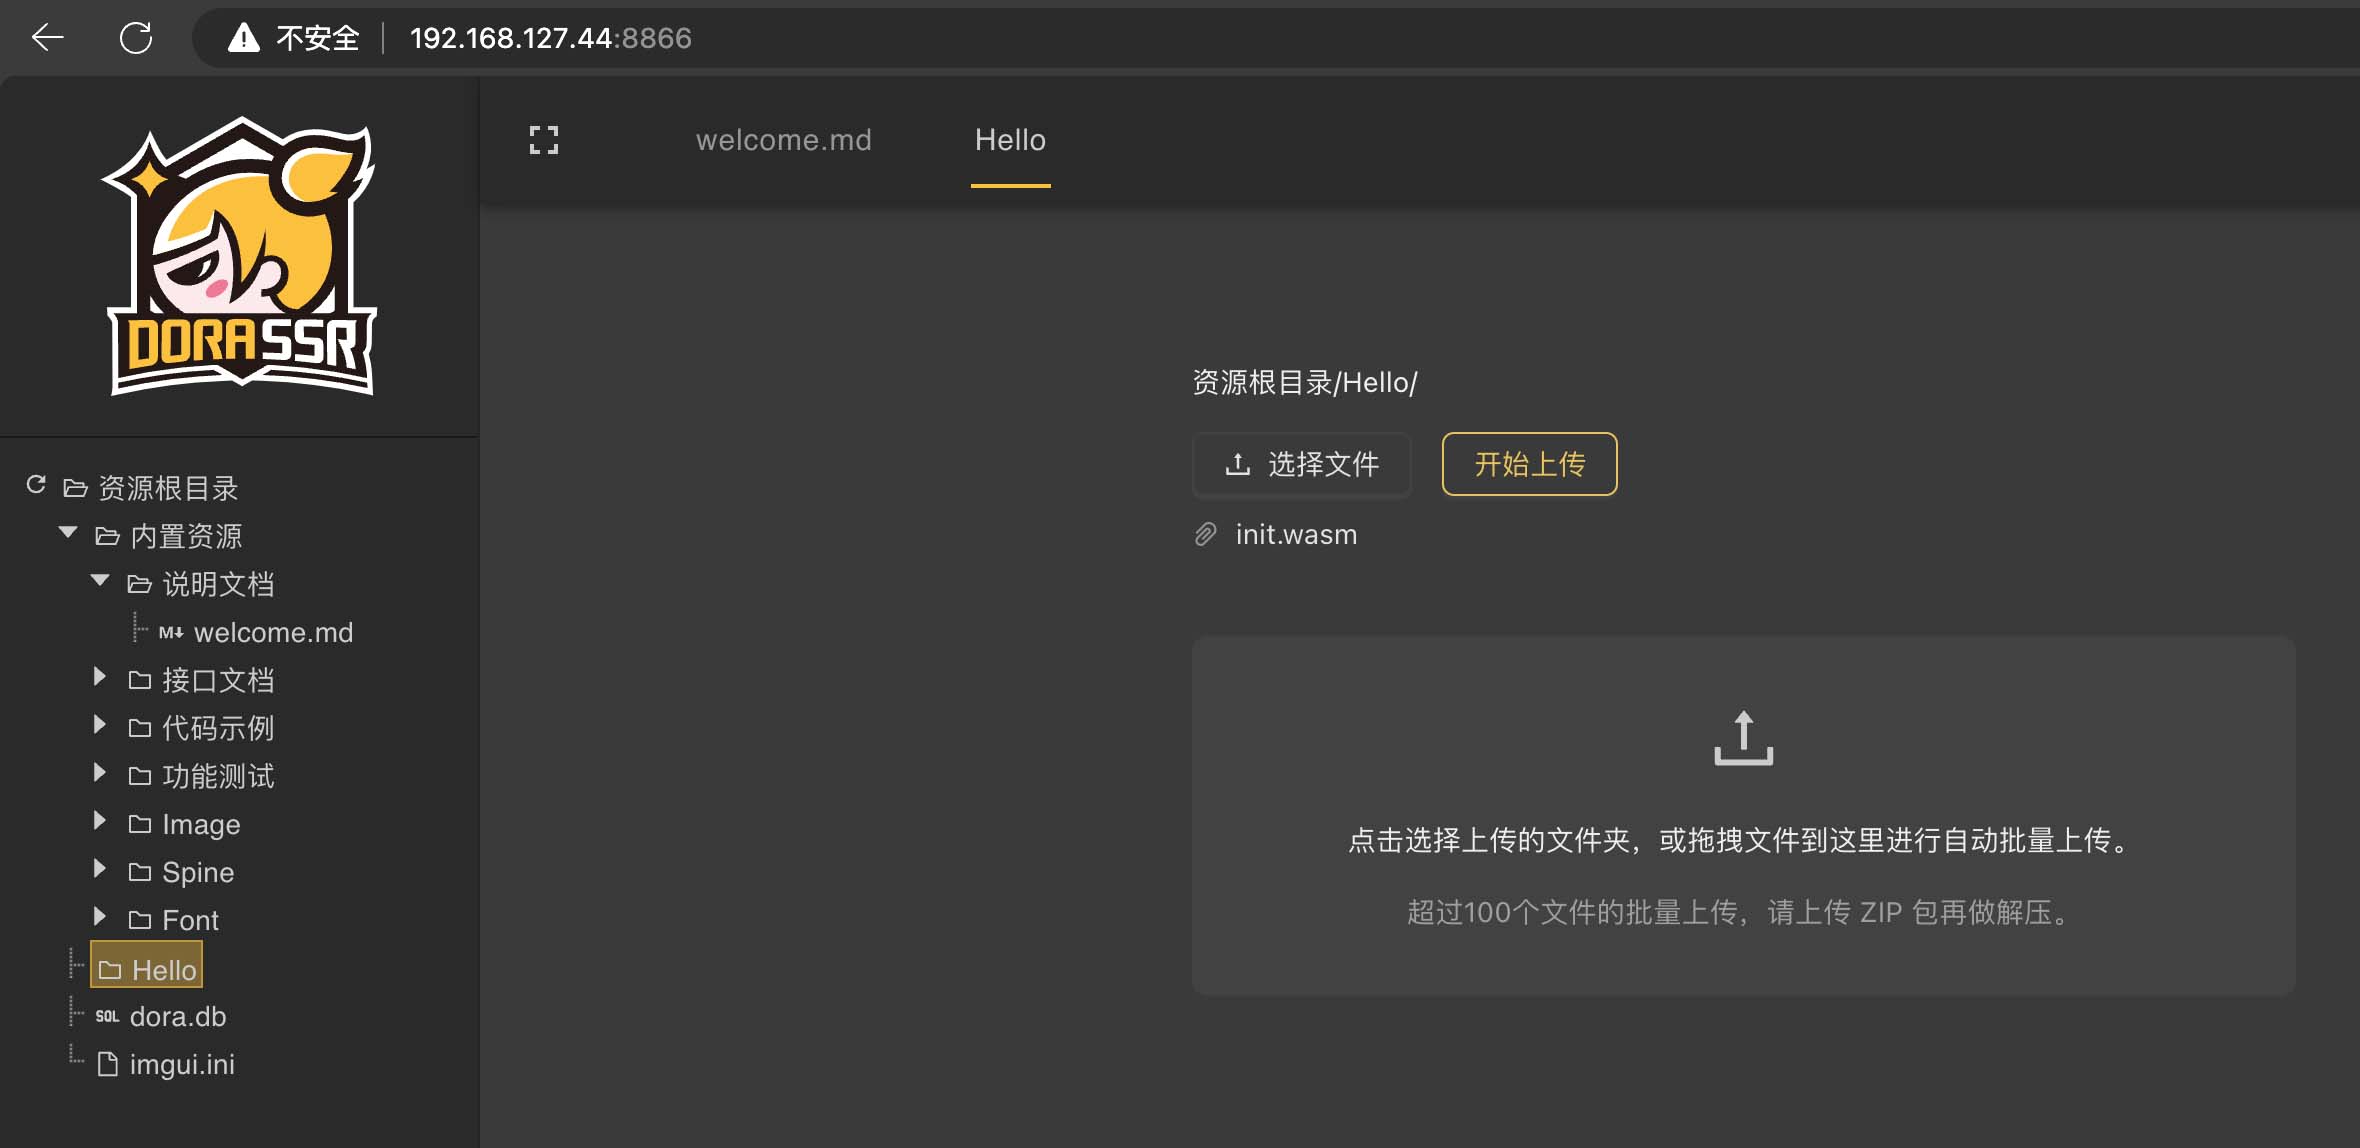 不安全 192.168.127.44:8866
DORASSR
welcome.md Hello
资源根目录
内置资源
说明文档
M welcome.md
接口文档
代码示例
功能测试
Image
Spine
Font
Hello
SQL dora.db
imgui.ini
资源根目录/Hello/
选择文件 开始上传
init.wasm
点击选择上传的文件夹，或拖拽文件到这里进行自动批量上传。
超过100个文件的批量上传，请上传 ZIP 包再做解压。